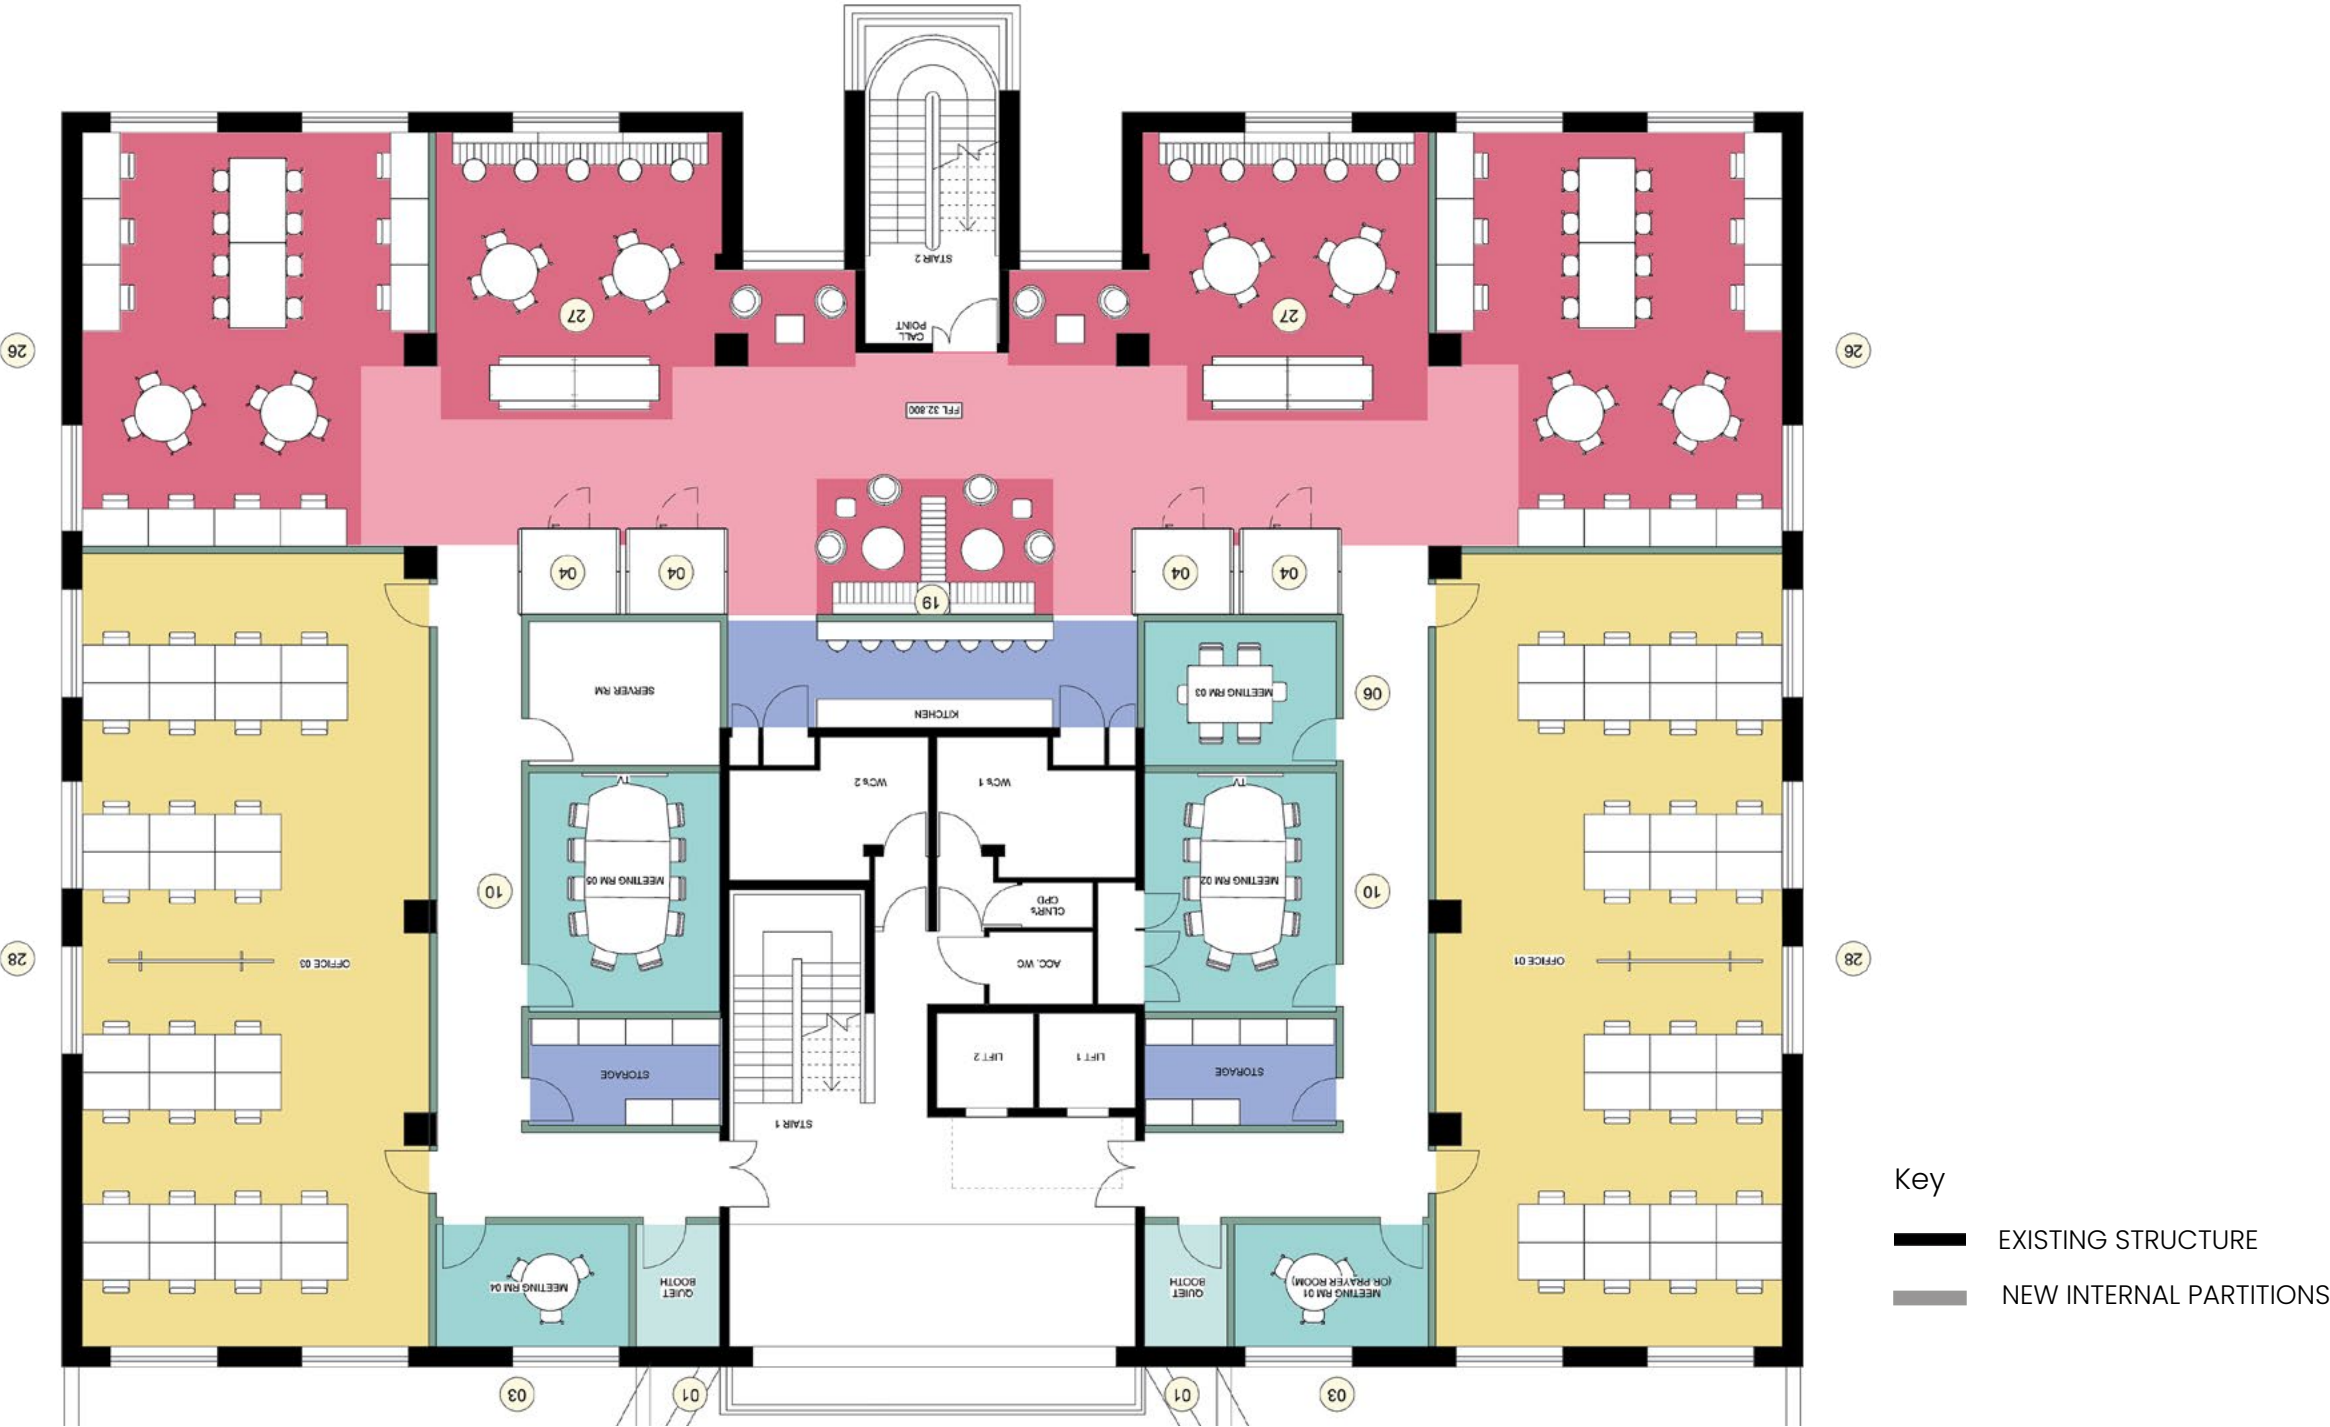 STAIR 2
CALL
POINT
27
27
26
26
FFL 32.800
04
04
04
04
19
SERVER RM
KITCHEN
MEETING RM 03
06
TV
TV
WC's 2
WC's 1
10
MEETING RM 05
MEETING RM 02
10
CLNR's
CPD
28
OFFICE 03
ACC. WC
OFFICE 01
28
LIFT 2
LIFT 1
STORAGE
STORAGE
STAIR 1
MEETING RM 04
QUIET
BOOTH
QUIET
BOOTH
MEETING RM 01
(OR PRAYER ROOM)
03
01
01
03
Key
EXISTING STRUCTURE
NEW INTERNAL PARTITIONS